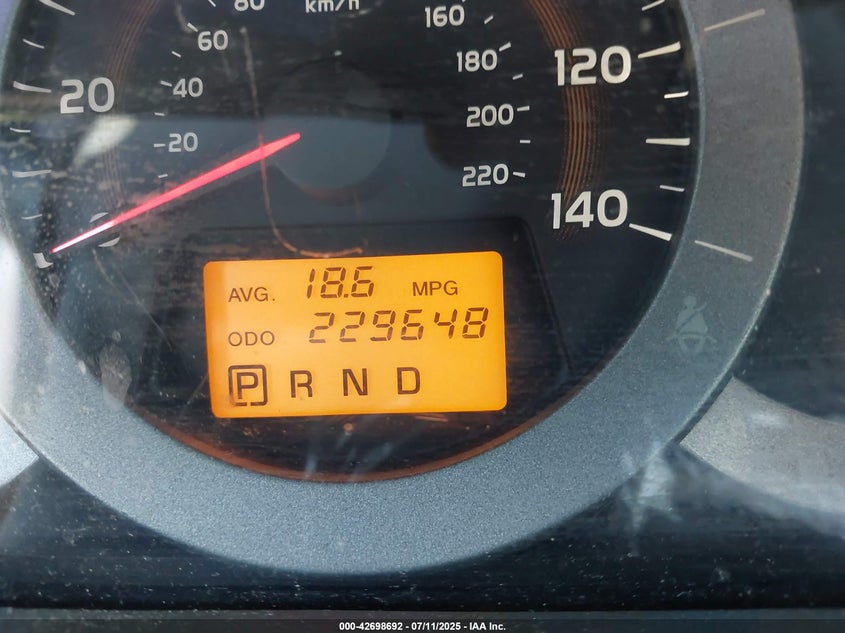 80 km/h 160
60 180 120
20 40 200
20 220 140
AVG. 18.6 MPG
ODO 229648
P R N D
000-42698692 - 07/11/2025 - IAA Inc.